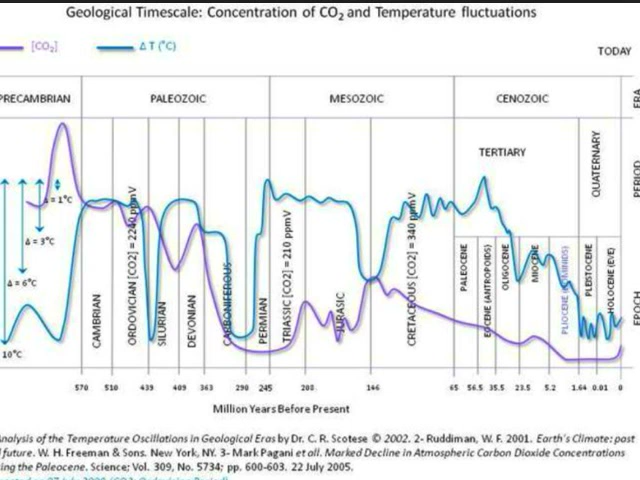 Geological Timescale: Concentration of CO2 and Temperature fluctuations
[CO2]
Δ T (°C)
TODAY
PRECAMBRIAN
PALEOZOIC
MESOZOIC
CENOZOIC
ERA
TERTIARY
QUATERNARY
PERIOD
Δ = 1°C
Δ = 3°C
Δ = 6°C
10°C
CAMBRIAN
ORDOVICIAN [CO2] = 2240 ppmV
SILURIAN
DEVONIAN
CARBONIFEROUS
PERMIAN
TRIASSIC [CO2] = 210 ppmV
JURASIC
CRETACEOUS [CO2] = 340 ppmV
PALEOCENE
EOCENE (ANTROPOIDS)
OLIGOCENE
MIOCENE
PLIOCENE (HOMINIDS)
PLEISTOCENE
HOLOCENE (EVE)
EPOCH
570 510 439 409 363 290 245 208 146 65 56.5 35.5 23.5 5.2 1.64 0.01 0
Million Years Before Present
Analysis of the Temperature Oscillations in Geological Eras by Dr. C. R. Scotese © 2002. 2- Ruddiman, W. F. 2001. Earth's Climate: past
future. W. H. Freeman & Sons. New York, NY. 3- Mark Pagani et all. Marked Decline in Atmospheric Carbon Dioxide Concentrations
ing the Paleocene. Science; Vol. 309, No. 5734; pp. 600-603. 22 July 2005.